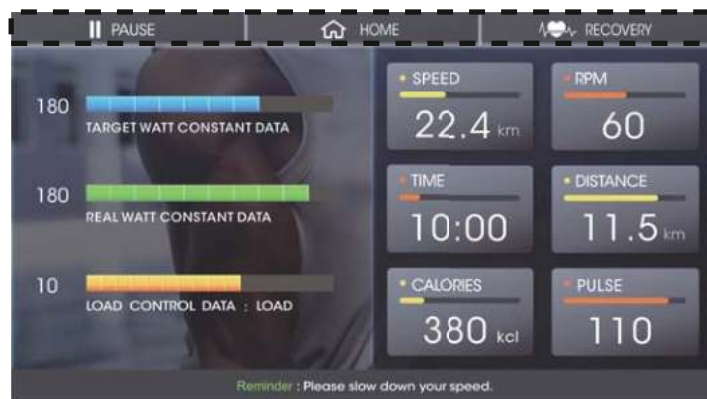 PAUSE
HOME
RECOVERY
180
TARGET WATT CONSTANT DATA
180
REAL WATT CONSTANT DATA
10
LOAD CONTROL DATA : LOAD
SPEED
22.4 km
RPM
60
TIME
10:00
DISTANCE
11.5 km
CALORIES
380 kcl
PULSE
110
Reminder : Please slow down your speed.